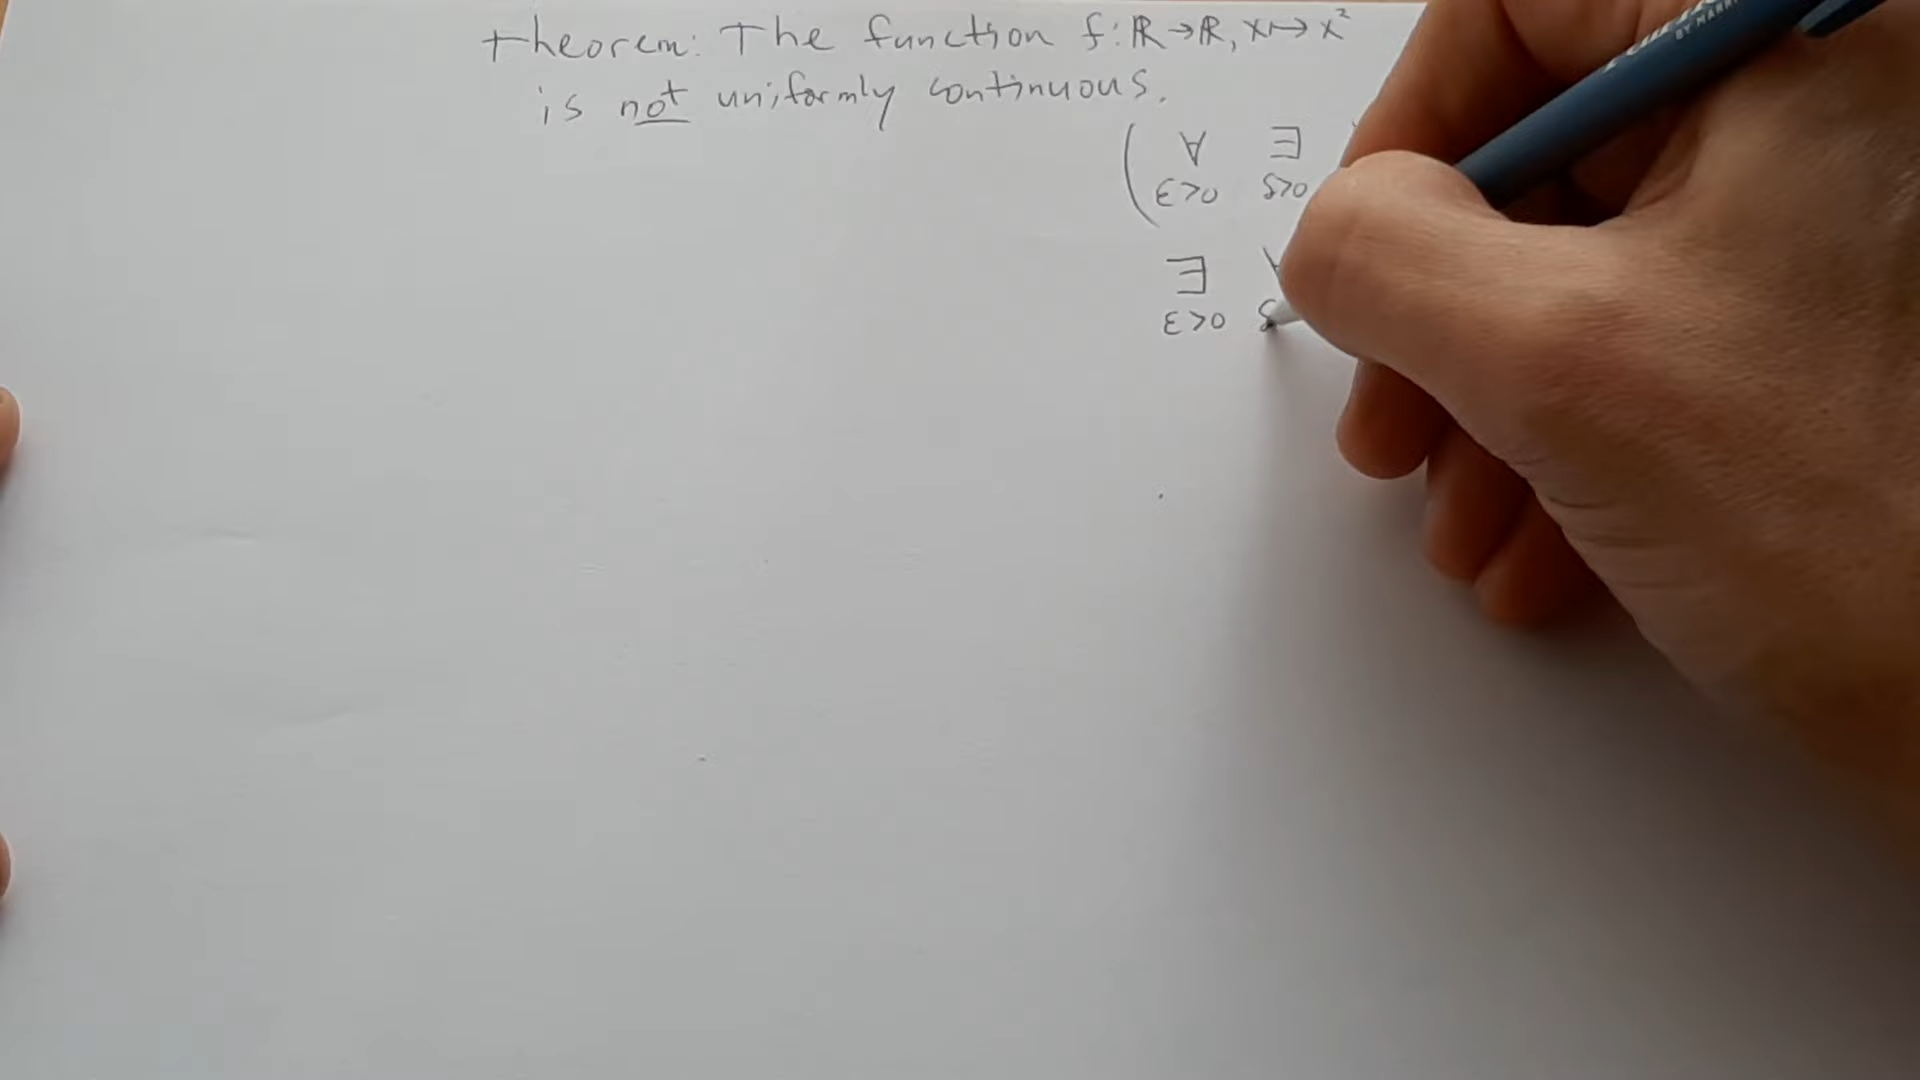 Theorem: The function f: ℝ→ℝ, x↦x²
is not uniformly continuous.
( ∀ ∃
ε>0 δ>0
∃ ∀
ε>0 δ